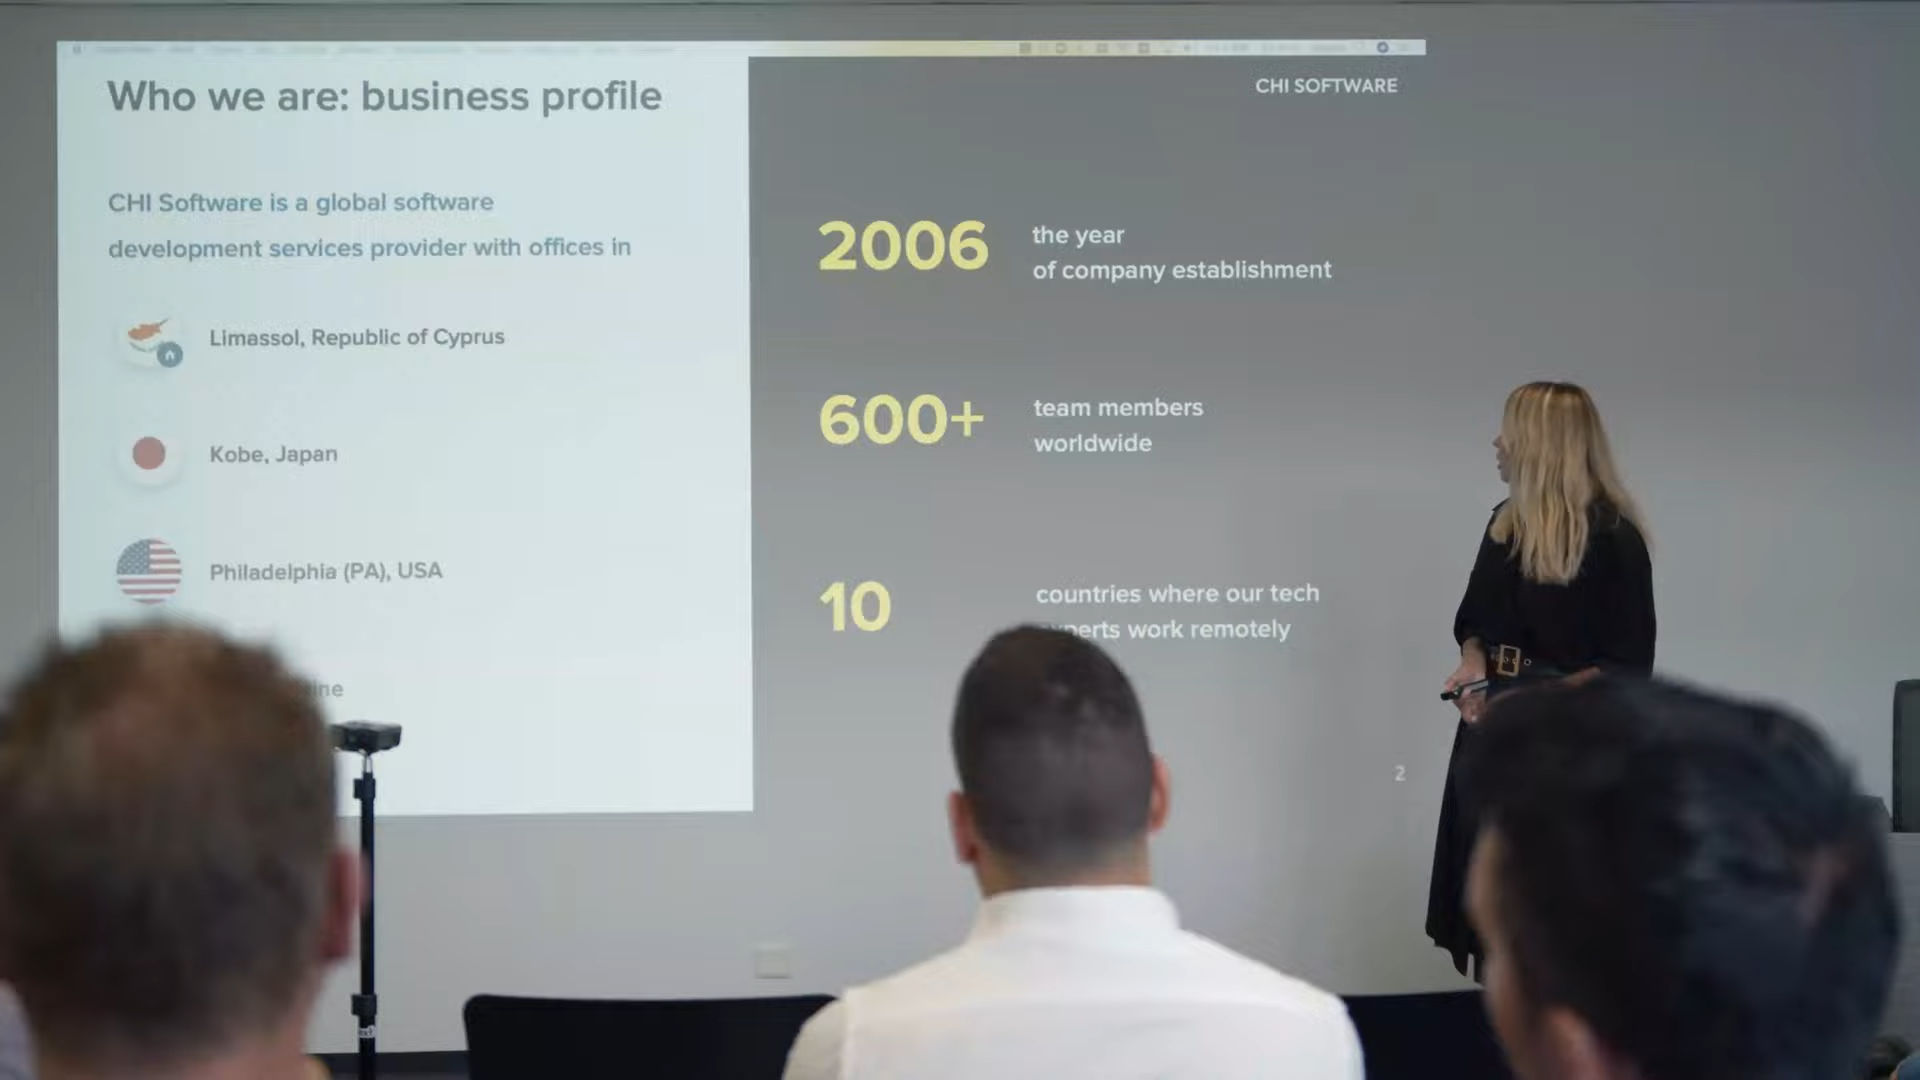 Who we are: business profile
CHI Software is a global software
development services provider with offices in
Limassol, Republic of Cyprus
Kobe, Japan
Philadelphia (PA), USA
CHI SOFTWARE
2006
the year
of company establishment
600+
team members
worldwide
10
countries where our tech
work remotely
2